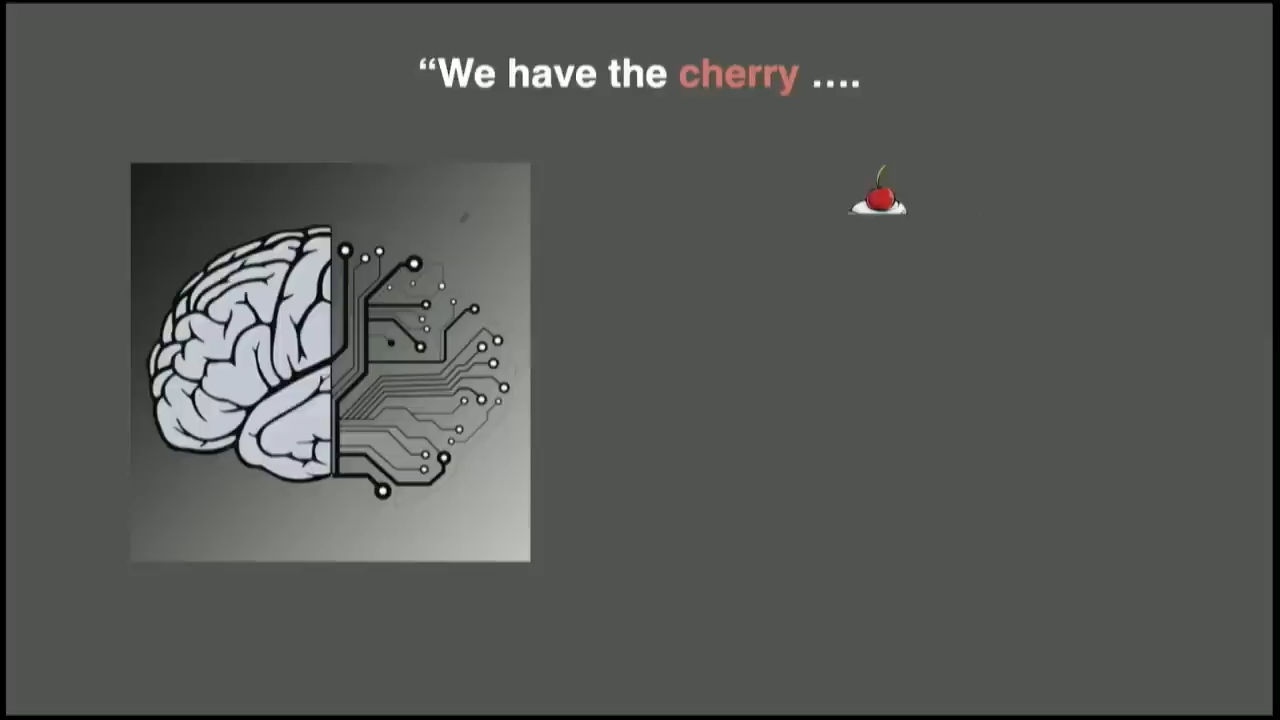 “We have the cherry ....